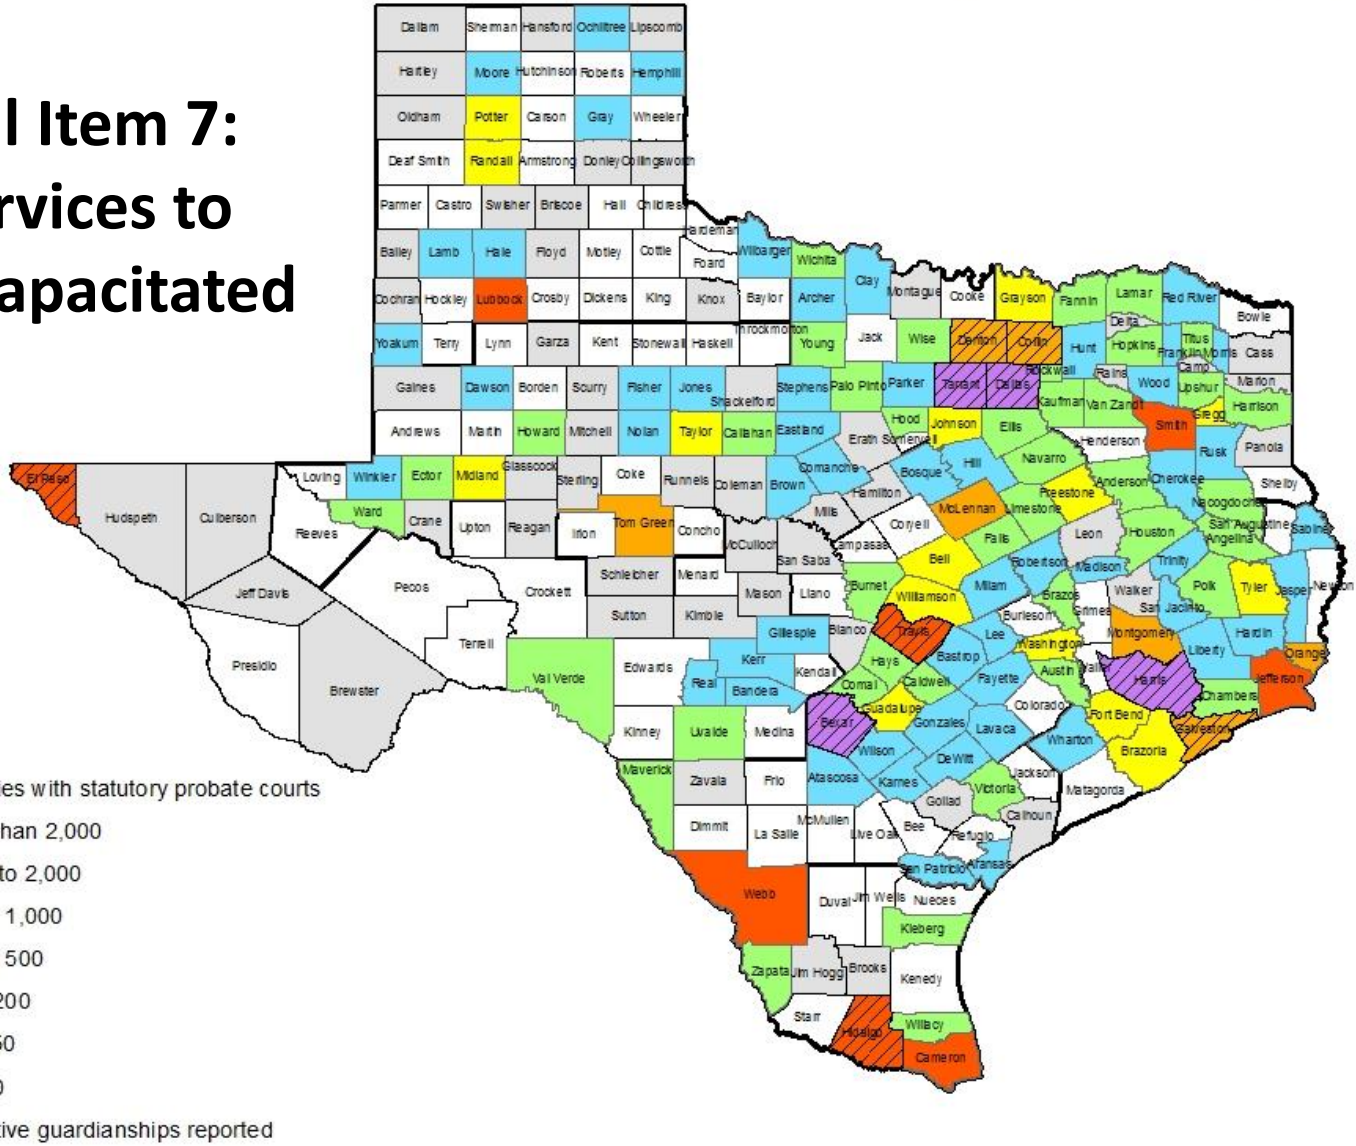 l Item 7:
rvices to
apacitated
Dallam Sherman Hansford Ochiltree Lipscomb
Hartley Moore Hutchinson Roberts Hemphill
Oldham Potter Carson Gray Wheeler
Deaf Smith Randall Armstrong Donley Collingsworth
Parmer Castro Swisher Briscoe Hall Childress
Hardeman
Bailey Lamb Hale Floyd Motley Cottle Foard Wilbarger Wichita
Clay Montague Cooke Grayson Fannin Lamar Red River
Cochran Hockley Lubbock Crosby Dickens King Knox Baylor Archer
Bowie
Delta
Yoakum Terry Lynn Garza Kent Stonewall Haskell Throckmorton Young Jack Wise Denton Collin Hunt Hopkins Titus
Franklin Morris Cass
Camp
Rockwall Rains
Gaines Dawson Borden Scurry Fisher Jones Shackelford Stephens Palo Pinto Parker Tarrant Dallas Wood Upshur Marion
Kaufman Van Zandt Gregg Harrison
Andrews Martin Howard Mitchell Nolan Taylor Callahan Eastland Erath Somervell Hood Johnson Ellis Henderson Smith
Rusk Panola
El Paso Hudspeth Culberson Loving Winkler Ector Midland Glasscock Sterling Coke Runnels Coleman Brown Comanche Hamilton Bosque Hill Navarro Anderson Cherokee Shelby
Freestone Nacogdoches
Reeves Ward Crane Upton Reagan Irion Tom Green Concho McCulloch Mills Coryell McLennan Limestone Leon Houston San Augustine Sabine
Angelina
San Saba ampasas Falls
Jeff Davis Pecos Crockett Schleicher Menard Mason Llano Burnet Bell Robertson Madison Trinity Polk Tyler Jasper Newton
Williamson Milam Brazos Walker San Jacinto
Grimes
Sutton Kimble Blanco Travis Burleson Montgomery Hardin
Gillespie Lee
Presidio Brewster Terrell Val Verde Edwards Kerr Kendall Hays Bastrop Washington Liberty Orange
Real Bandera Comal Caldwell Fayette Austin Waller Harris Chambers Jefferson
Kinney Uvalde Medina Bexar Guadalupe Gonzales Lavaca Colorado Fort Bend Galveston
Wilson Wharton Brazoria
Maverick Zavala Frio Atascosa Karnes DeWitt Jackson Matagorda
Goliad Victoria Calhoun
Dimmit La Salle McMullen Live Oak Bee Refugio
San Patricio Aransas
Webb Duval Jim Wells Nueces
Kleberg
Zapata Jim Hogg Brooks Kenedy
Starr Hidalgo Willacy
Cameron
ies with statutory probate courts
han 2,000
to 2,000
1,000
500
200
50
0
tive guardianships reported